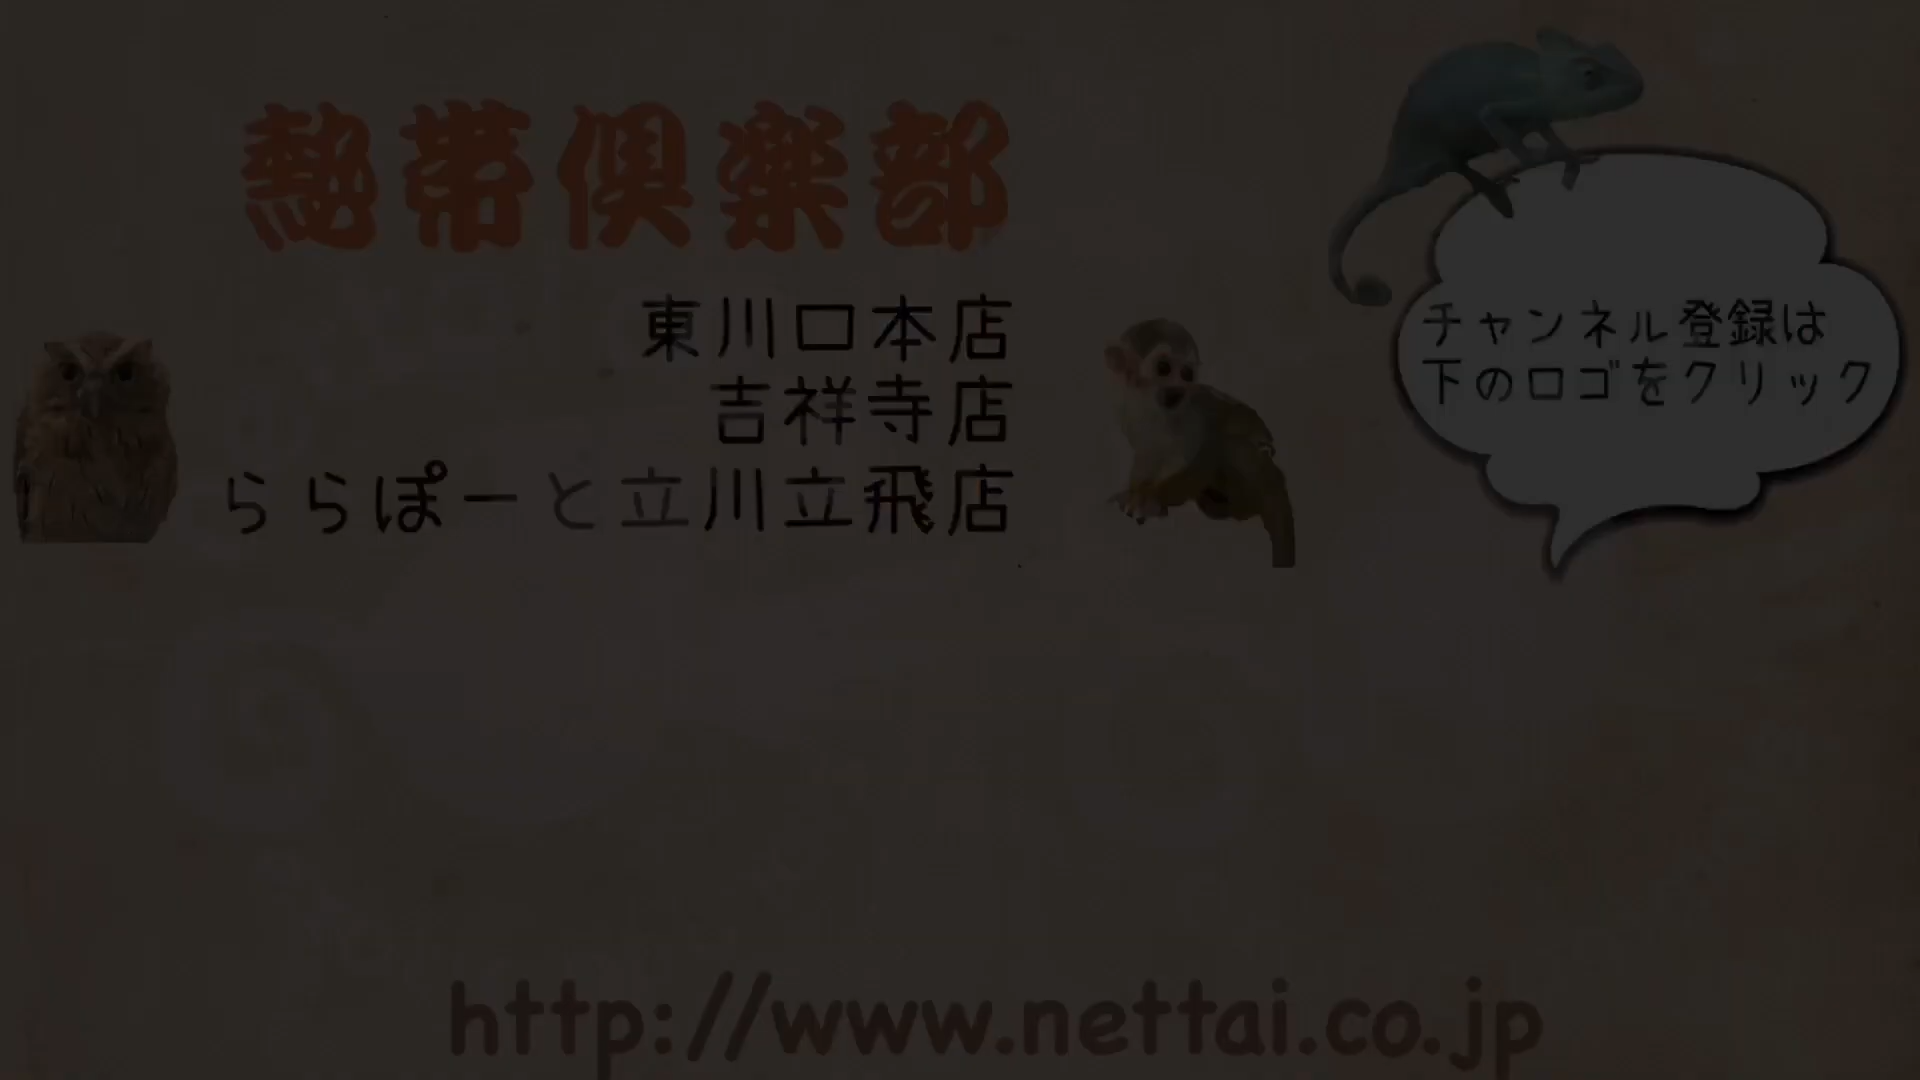 熱帯倶楽部
東川口本店
吉祥寺店
ららぽーと立川立飛店
チャンネル登録は
下のロゴをクリック
http://www.nettai.co.jp